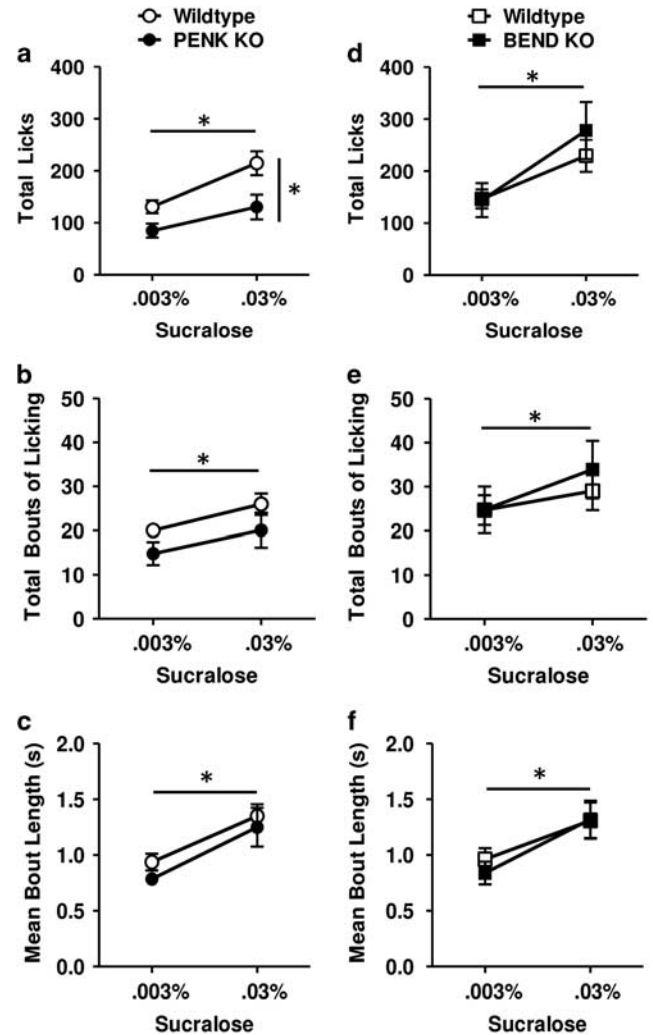 Wildtype
PENK KO
a
*
*
Total Licks
400
300
200
100
0
.003% .03%
Sucralose
Wildtype
BEND KO
d
*
Total Licks
400
300
200
100
0
.003% .03%
Sucralose
b
*
Total Bouts of Licking
50
40
30
20
10
0
.003% .03%
Sucralose
e
*
Total Bouts of Licking
50
40
30
20
10
0
.003% .03%
Sucralose
c
*
Mean Bout Length (s)
2.0
1.5
1.0
0.5
0.0
.003% .03%
Sucralose
f
*
Mean Bout Length (s)
2.0
1.5
1.0
0.5
0.0
.003% .03%
Sucralose